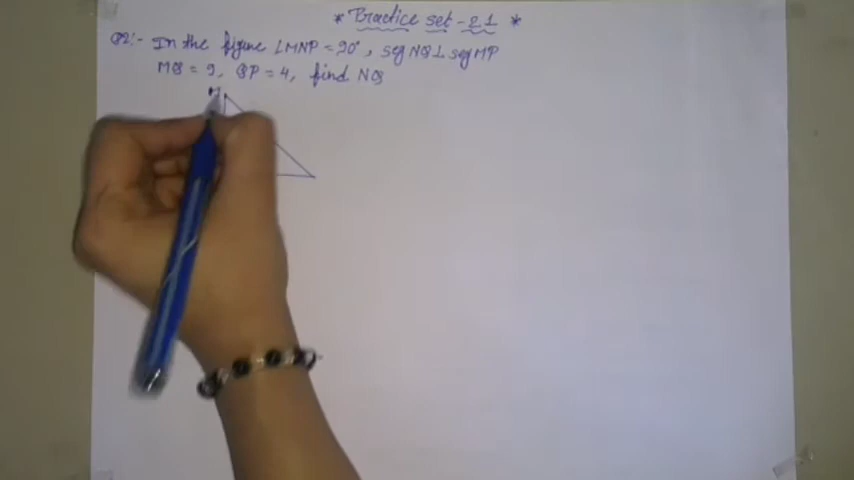 * Practice set - 2.1 *
Q2:- In the figure ∠MNP = 90°, seg NQ ⊥ seg MP
MQ = 9, QP = 4, find NQ
M